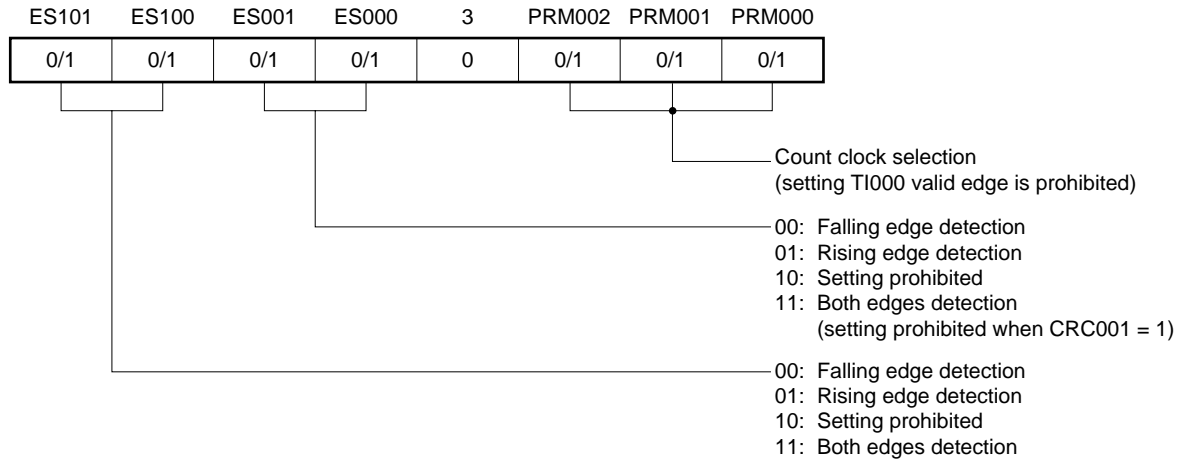 ES101 ES100 ES001 ES000 3 PRM002 PRM001 PRM000
0/1 0/1 0/1 0/1 0 0/1 0/1 0/1
Count clock selection
(setting TI000 valid edge is prohibited)
00: Falling edge detection
01: Rising edge detection
10: Setting prohibited
11: Both edges detection
(setting prohibited when CRC001 = 1)
00: Falling edge detection
01: Rising edge detection
10: Setting prohibited
11: Both edges detection